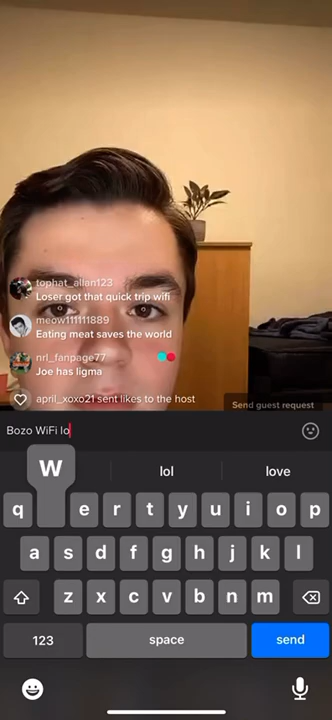 tophat_allan123
Loser got that quick trip wifi
meow111111889
Eating meat saves the world
nrl_fanpage77
Joe has ligma
april_xoxo21 sent likes to the host
Send guest request
Bozo WiFi lo
W
lol
love
q e r t y u i o p
a s d f g h j k l
z x c v b n m
123
space
send